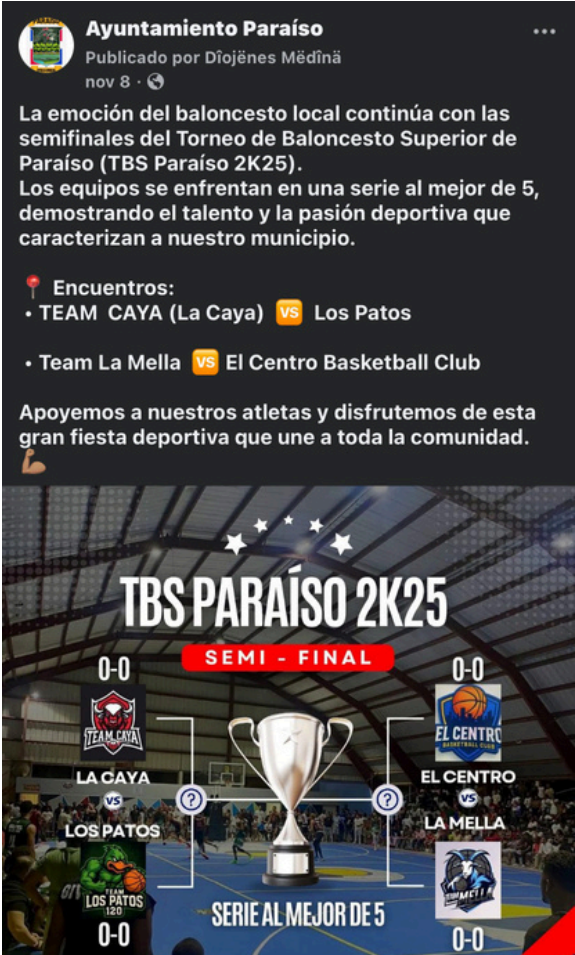 Ayuntamiento Paraíso
Publicado por Dîojënes Mëdînä
nov 8 ·
La emoción del baloncesto local continúa con las
semifinales del Torneo de Baloncesto Superior de
Paraíso (TBS Paraíso 2K25).
Los equipos se enfrentan en una serie al mejor de 5,
demostrando el talento y la pasión deportiva que
caracterizan a nuestro municipio.
📍 Encuentros:
• TEAM CAYA (La Caya) 🆚 Los Patos
• Team La Mella 🆚 El Centro Basketball Club
Apoyemos a nuestros atletas y disfrutemos de esta
gran fiesta deportiva que une a toda la comunidad.
💪🏽
TBS PARAÍSO 2K25
SEMI - FINAL
0-0
TEAM CAYA
LA CAYA
VS
LOS PATOS
TEAM
LOS PATOS
120
0-0
?
SERIE AL MEJOR DE 5
?
0-0
EL CENTRO
BASKETBALL CLUB
EL CENTRO
VS
LA MELLA
TEAM
MELLA
0-0